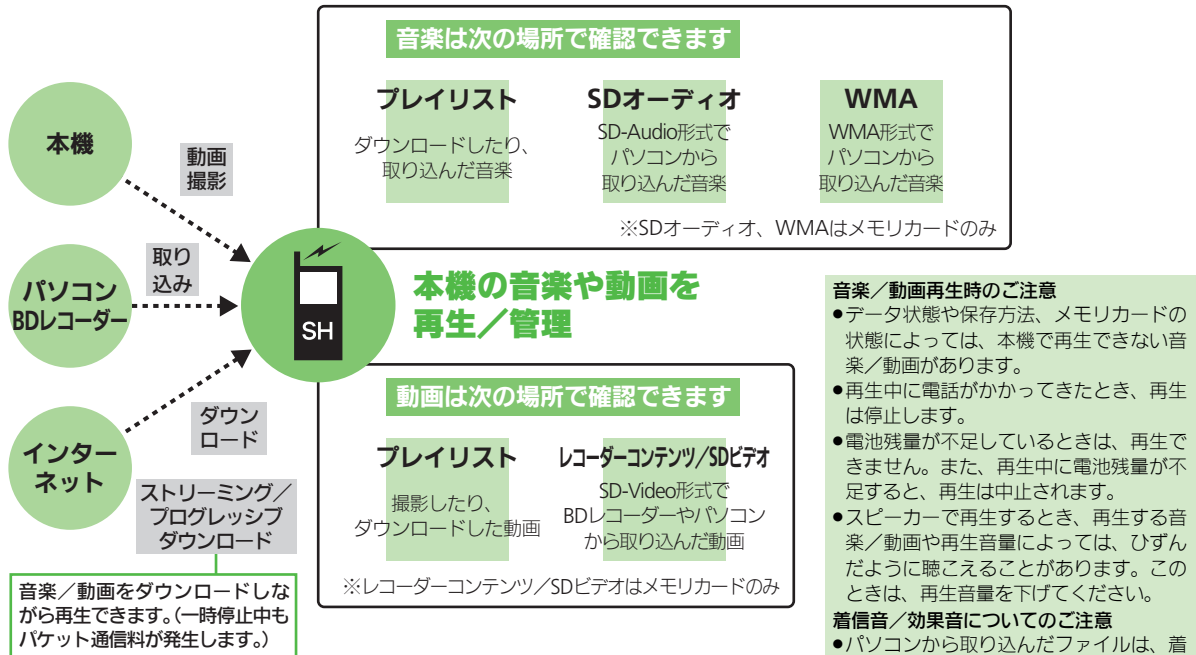 音楽は次の場所で確認できます
プレイリスト
ダウンロードしたり、
取り込んだ音楽
SDオーディオ
SD-Audio形式で
パソコンから
取り込んだ音楽
WMA
WMA形式で
パソコンから
取り込んだ音楽
※SDオーディオ、WMAはメモリカードのみ
本機
動画
撮影
パソコン
BDレコーダー
取り
込み
インター
ネット
ダウン
ロード
ストリーミング／
プログレッシブ
ダウンロード
音楽／動画をダウンロードしな
がら再生できます。（一時停止中も
パケット通信料が発生します。）
SH
本機の音楽や動画を
再生／管理
動画は次の場所で確認できます
プレイリスト
撮影したり、
ダウンロードした動画
レコーダーコンテンツ/SDビデオ
SD-Video形式で
BDレコーダーやパソコン
から取り込んだ動画
※レコーダーコンテンツ／SDビデオはメモリカードのみ
音楽／動画再生時のご注意
●データ状態や保存方法、メモリカードの
状態によっては、本機で再生できない音
楽／動画があります。
●再生中に電話がかかってきたとき、再生
は停止します。
●電池残量が不足しているときは、再生で
きません。また、再生中に電池残量が不
足すると、再生は中止されます。
●スピーカーで再生するとき、再生する音
楽／動画や再生音量によっては、ひずん
だように聴こえることがあります。この
ときは、再生音量を下げてください。
着信音／効果音についてのご注意
●パソコンから取り込んだファイルは、着